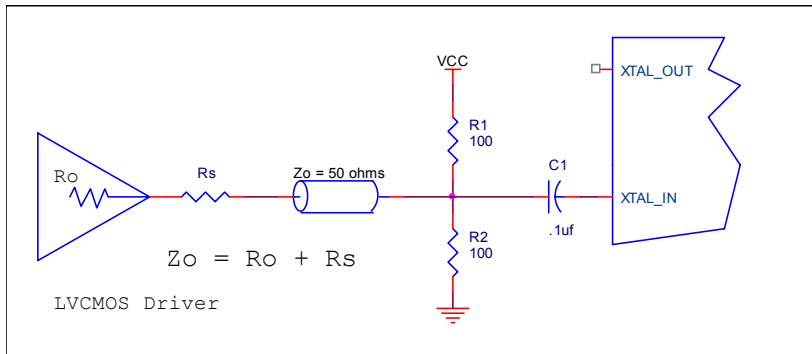 VCC
XTAL_OUT
R1
100
Ro
Rs
Zo = 50 ohms
C1
XTAL_IN
.1uf
R2
100
Zo = Ro + Rs
LVCMOS Driver